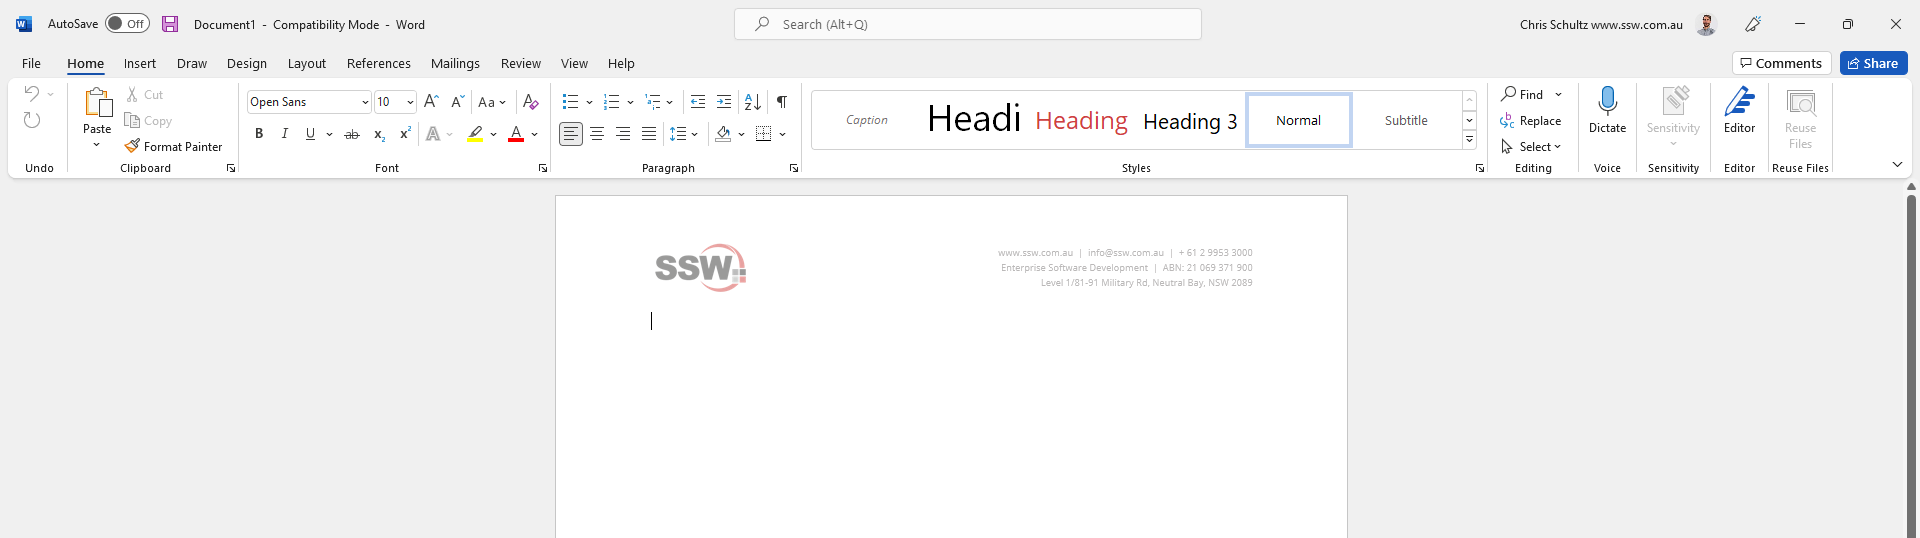 AutoSave Off Document1 - Compatibility Mode - Word Search (Alt+Q) Chris Schultz www.ssw.com.au
File Home Insert Draw Design Layout References Mailings Review View Help Comments Share
Undo
Paste
Cut
Copy
Format Painter
Clipboard
Open Sans 10
Aa
B I U ab x₂ x² A A
Font
Paragraph
Caption Headi Heading Heading 3 Normal Subtitle
Styles
Find
Replace
Select
Editing
Dictate
Voice
Sensitivity
Sensitivity
Editor
Editor
Reuse
Files
Reuse Files
SSW
www.ssw.com.au | info@ssw.com.au | + 61 2 9953 3000
Enterprise Software Development | ABN: 21 069 371 900
Level 1/81-91 Military Rd, Neutral Bay, NSW 2089